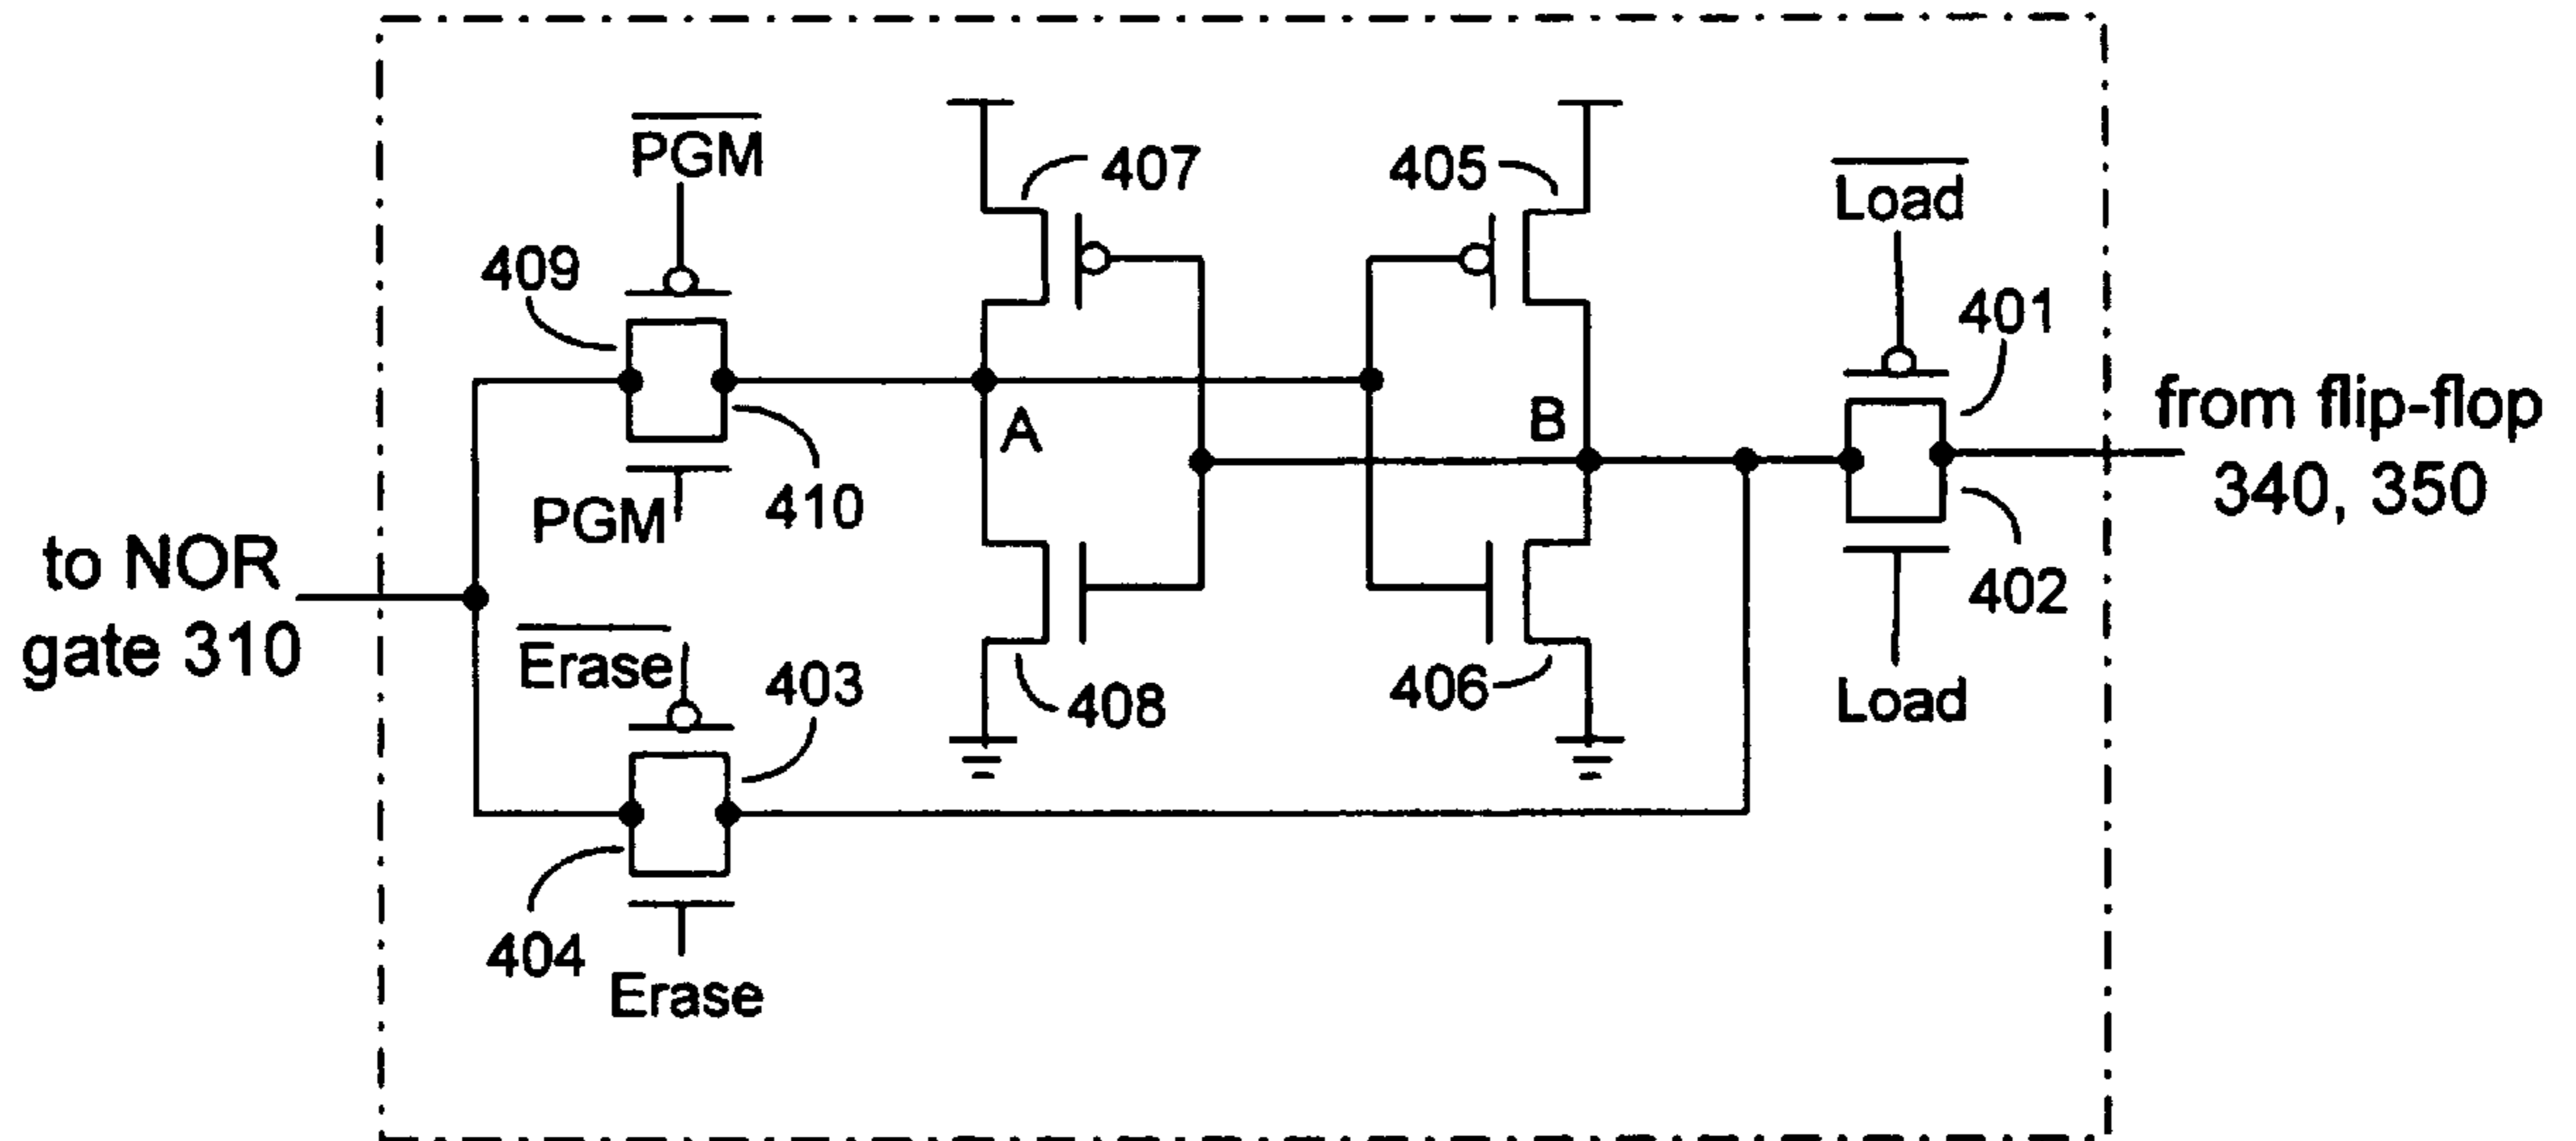 PGM
407
405
Load
409
401
from flip-flop
340, 350
A
B
410
PGM
to NOR
gate 310
402
Erase
403
408
406
Load
404
Erase